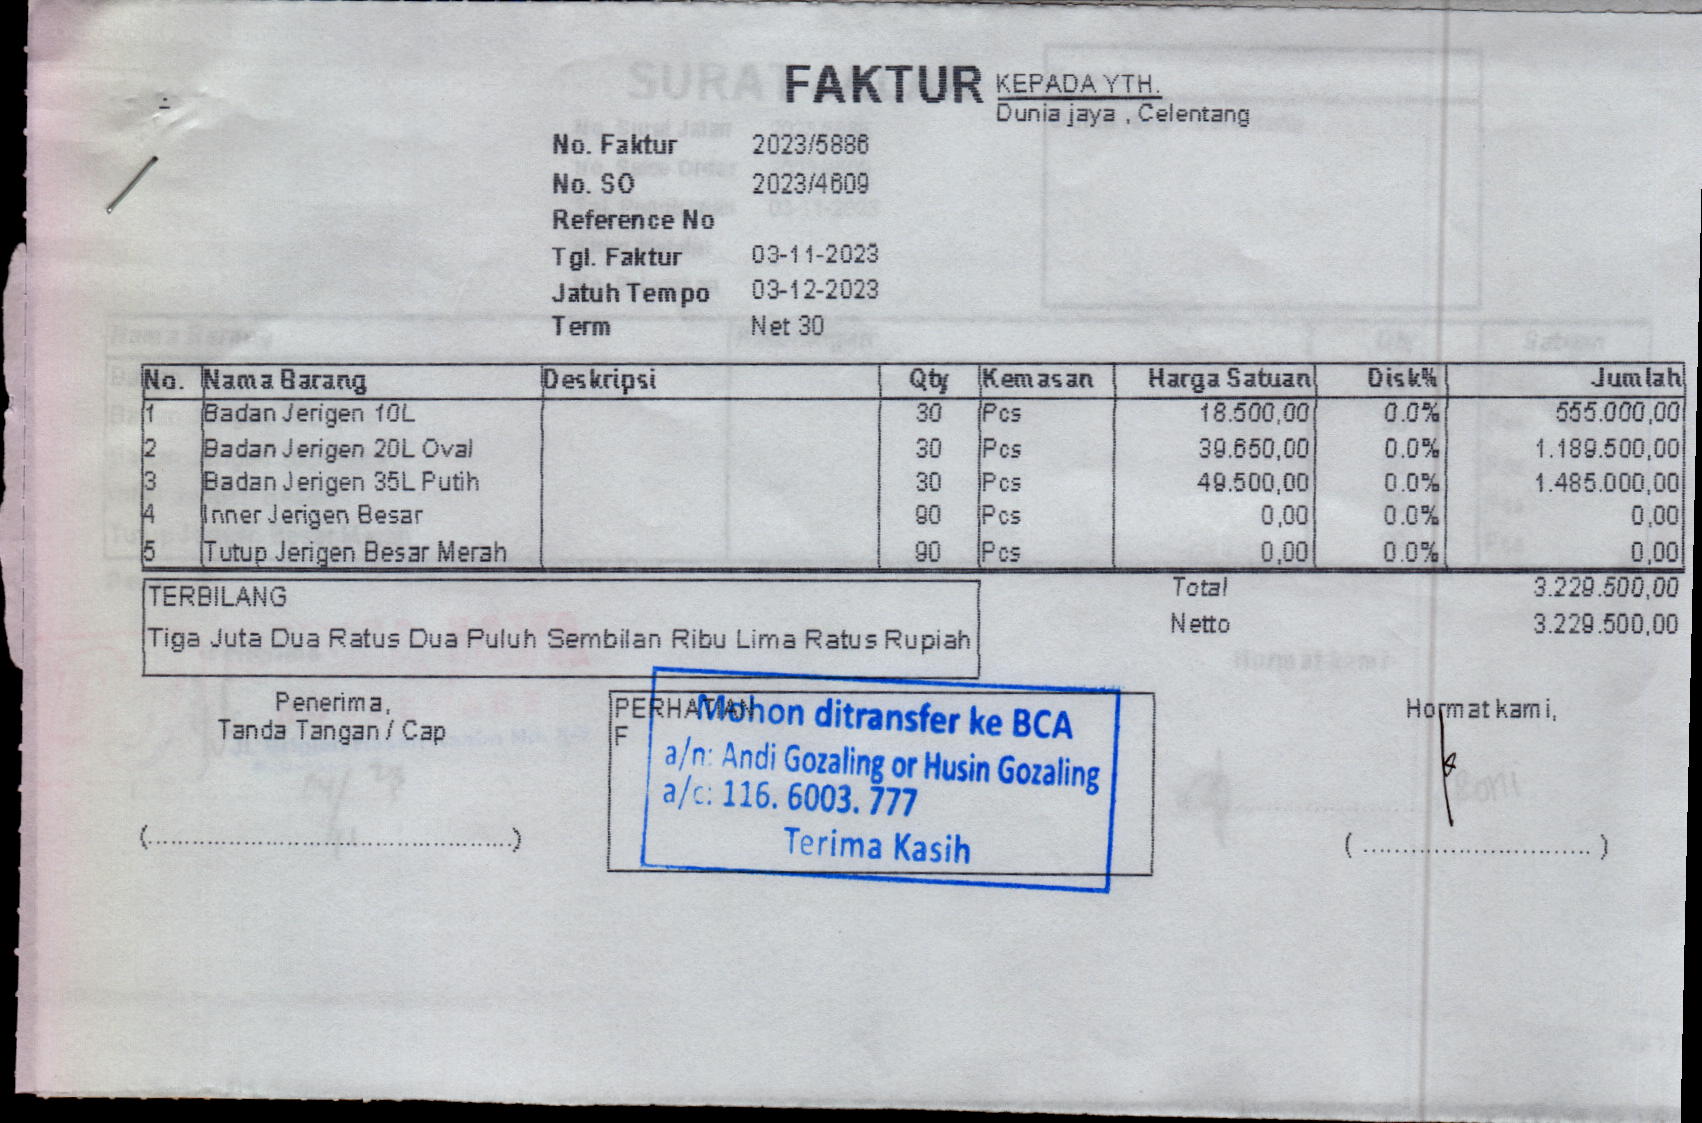 FAKTUR
KEPADA YTH.
Dunia jaya , Celentang
No. Faktur 2023/5886
No. SO 2023/4609
Reference No
Tgl. Faktur 03-11-2023
Jatuh Tempo 03-12-2023
Term Net 30
No. Nama Barang Deskripsi Qty Kemasan Harga Satuan Disk% Jumlah
1 Badan Jerigen 10L 30 Pcs 18.500,00 0.0% 555.000,00
2 Badan Jerigen 20L Oval 30 Pcs 39.650,00 0.0% 1.189.500,00
3 Badan Jerigen 35L Putih 30 Pcs 49.500,00 0.0% 1.485.000,00
4 Inner Jerigen Besar 90 Pcs 0,00 0.0% 0,00
5 Tutup Jerigen Besar Merah 90 Pcs 0,00 0.0% 0,00
Total 3.229.500,00
Netto 3.229.500,00
TERBILANG
Tiga Juta Dua Ratus Dua Puluh Sembilan Ribu Lima Ratus Rupiah
Penerima,
Tanda Tangan / Cap
PERHATIAN
F
Mohon ditransfer ke BCA
a/n: Andi Gozaling or Husin Gozaling
a/c: 116. 6003. 777
Terima Kasih
Hormat kami,
(................................................)
( ............................. )